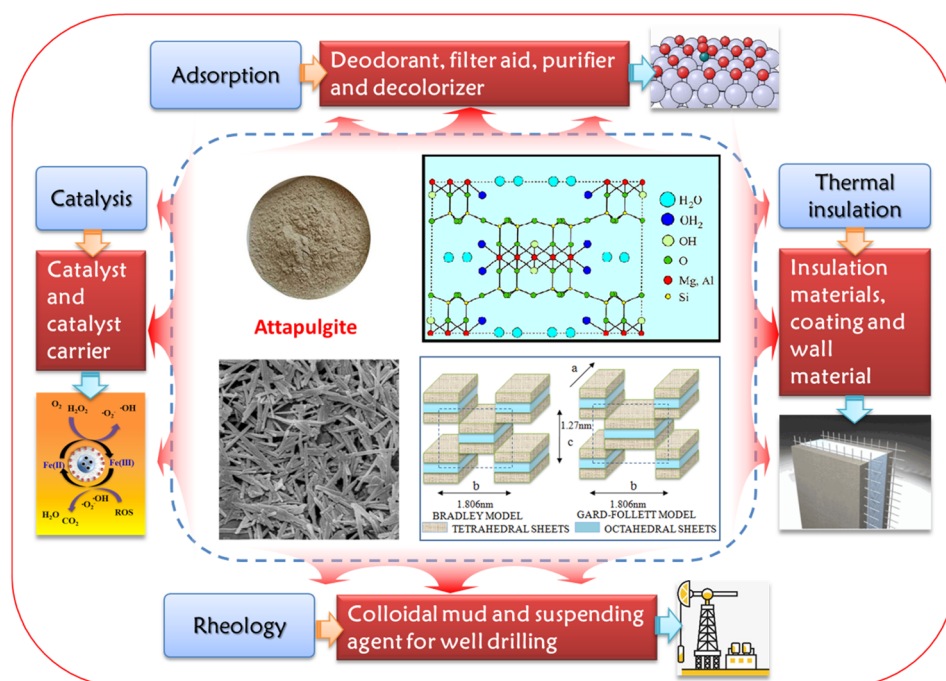 Adsorption
Deodorant, filter aid, purifier
and decolorizer
Catalysis
Catalyst
and
catalyst
carrier
O₂ H₂O₂ ·O₂⁻ ·OH
Fe(II) Fe(III)
·O₂⁻ ·OH
H₂O CO₂ ROS
Attapulgite
H₂O
OH₂
OH
O
Mg, Al
Si
a
1.27nm
c
b
b
1.806nm
1.806nm
BRADLEY MODEL
GARD-FOLLETT MODEL
TETRAHEDRAL SHEETS
OCTAHEDRAL SHEETS
Thermal
insulation
Insulation
materials,
coating and
wall
material
Rheology
Colloidal mud and suspending
agent for well drilling